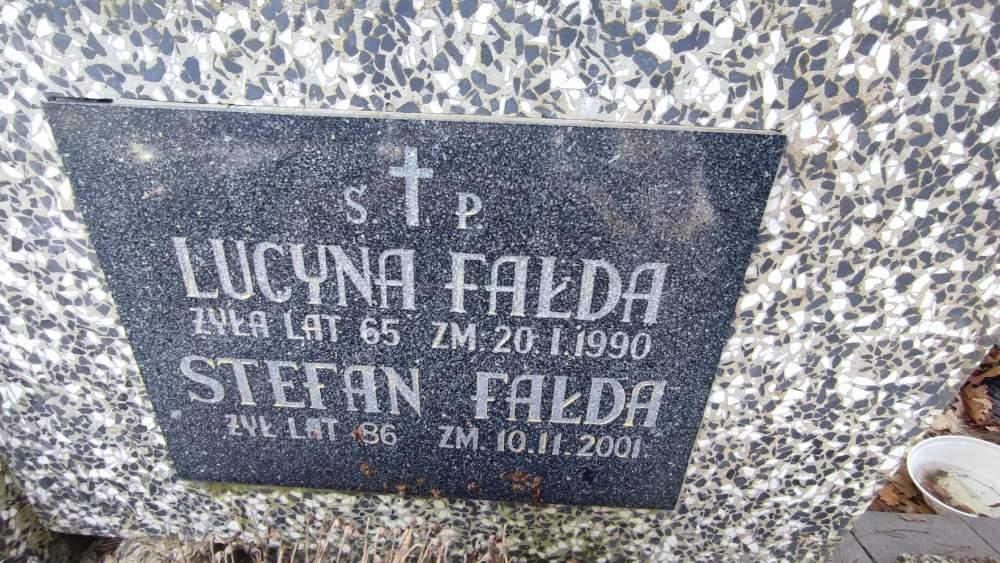 Ś P.
LUCYNA FAŁDA
ŻYŁA LAT 65 ZM. 20.I.1990
STEFAN FAŁDA
ŻYŁ LAT 86 ZM. 10.11.2001.